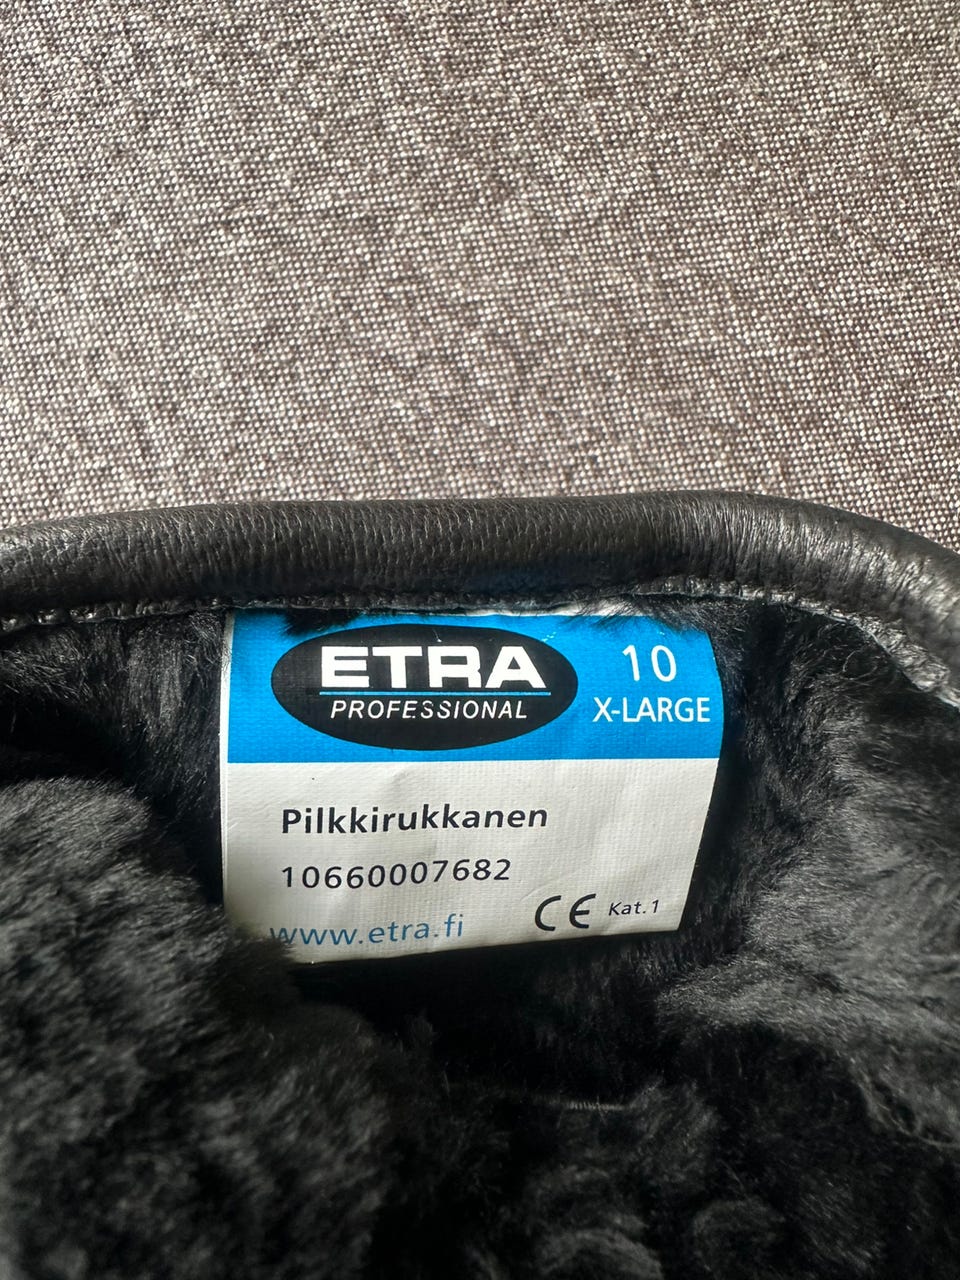 ETRA
PROFESSIONAL
10
X-LARGE
Pilkkirukkanen
10660007682
www.etra.fi
CE Kat.1